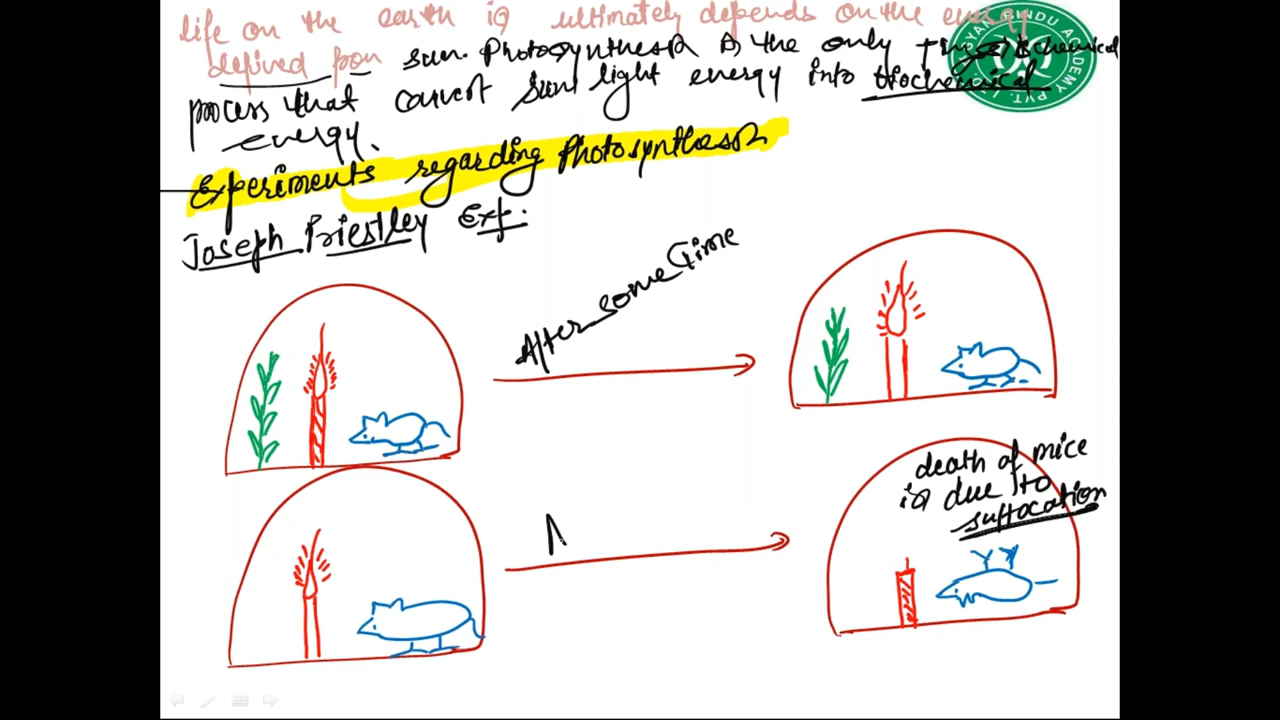 life on the earth is ultimately depends on the energy
defined from sun. Photosynthesis is the only
process that convert sun light energy into biochemical
energy.
Experiments regarding Photosynthesis
Joseph Priestley Exp.
After some time
death of mice
is due to
suffocation